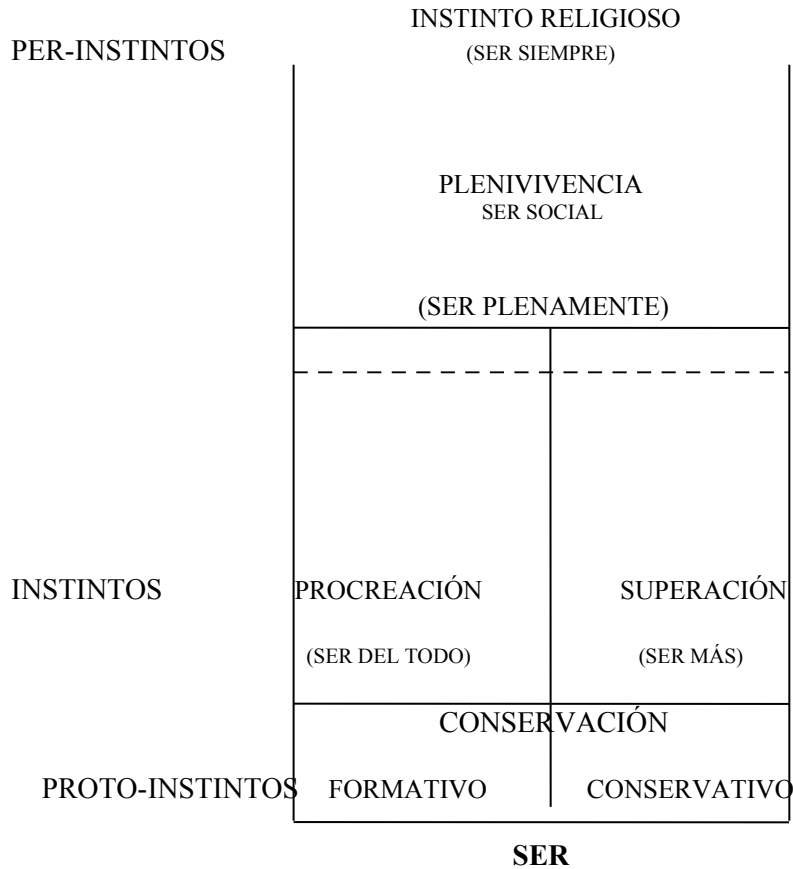 INSTINTO RELIGIOSO
PER-INSTINTOS (SER SIEMPRE)
PLENIVIVENCIA
SER SOCIAL
(SER PLENAMENTE)
INSTINTOS PROCREACIÓN SUPERACIÓN
(SER DEL TODO) (SER MÁS)
CONSERVACIÓN
PROTO-INSTINTOS FORMATIVO CONSERVATIVO
SER